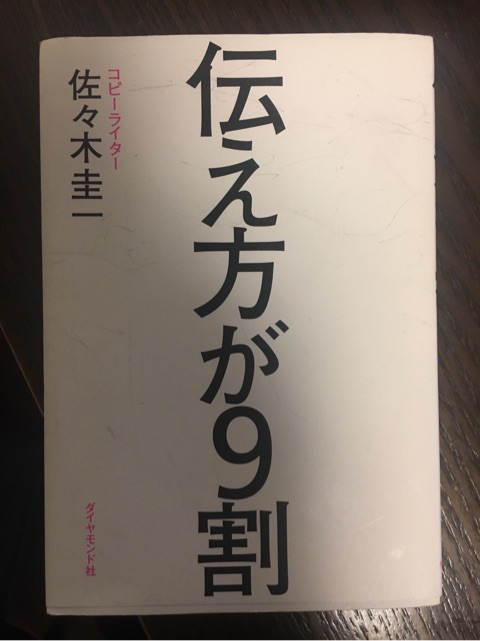 伝え方が9割
コピーライター
佐々木圭一
ダイヤモンド社